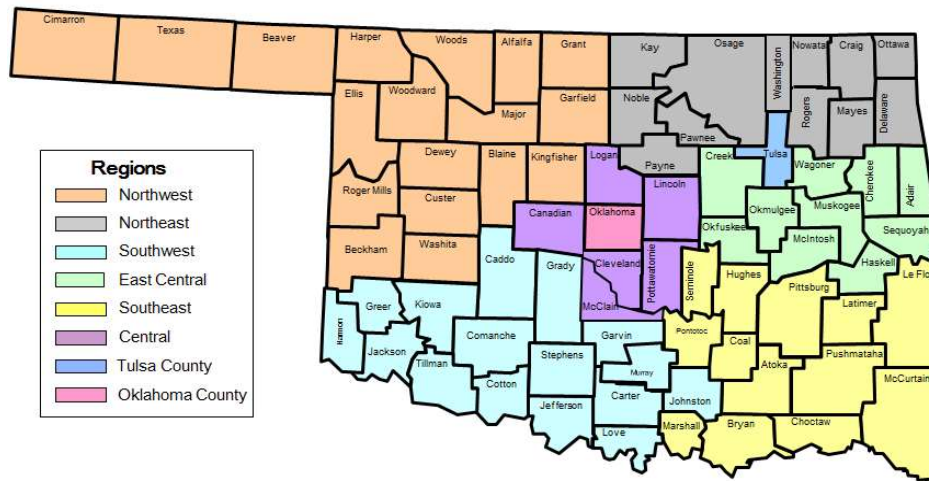 Cimarron
Texas
Beaver
Harper
Woods
Alfalfa
Grant
Kay
Osage
Washington
Nowata
Craig
Ottawa
Ellis
Woodward
Major
Garfield
Noble
Pawnee
Rogers
Mayes
Delaware
Dewey
Blaine
Kingfisher
Logan
Payne
Creek
Tulsa
Wagoner
Cherokee
Adair
Roger Mills
Custer
Canadian
Oklahoma
Lincoln
Okmulgee
Muskogee
Sequoyah
Beckham
Washita
Caddo
Grady
Cleveland
Pottawatomie
Okfuskee
Seminole
Hughes
McIntosh
Haskell
Le Flo
Greer
Kiowa
McClain
Pittsburg
Latimer
Harmon
Jackson
Tillman
Comanche
Stephens
Garvin
Murray
Pontotoc
Coal
Atoka
Pushmataha
McCurtain
Cotton
Jefferson
Carter
Love
Johnston
Marshall
Bryan
Choctaw
Regions
Northwest
Northeast
Southwest
East Central
Southeast
Central
Tulsa County
Oklahoma County